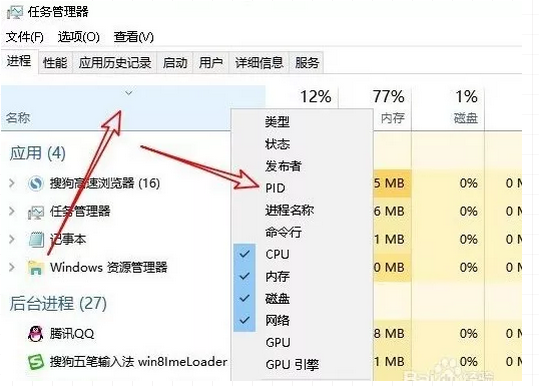 任务管理器
文件(F) 选项(O) 查看(V)
进程 性能 应用历史记录 启动 用户 详细信息 服务
12% 77% 1%
名称 内存 磁盘
类型
状态
发布者
PID
进程名称
命令行
CPU
内存
磁盘
网络
GPU
GPU 引擎
应用 (4)
搜狗高速浏览器 (16) 5 MB 0% 0 M
任务管理器 6 MB 0% 0 M
记事本 1 MB 0% 0 M
Windows 资源管理器 0 MB 0% 0 M
后台进程 (27)
腾讯QQ 8 MB 0% 0 M
搜狗五笔输入法 win8ImeLoader 1 MB 0% 0 M